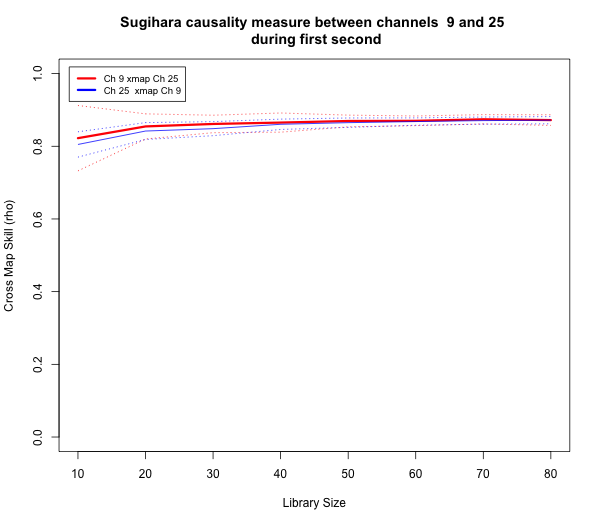 Sugihara causality measure between channels  9 and 25
during first second
Ch 9 xmap Ch 25
Ch 25  xmap Ch 9
1.0
0.8
0.6
0.4
0.2
0.0
Cross Map Skill (rho)
10 20 30 40 50 60 70 80
Library Size